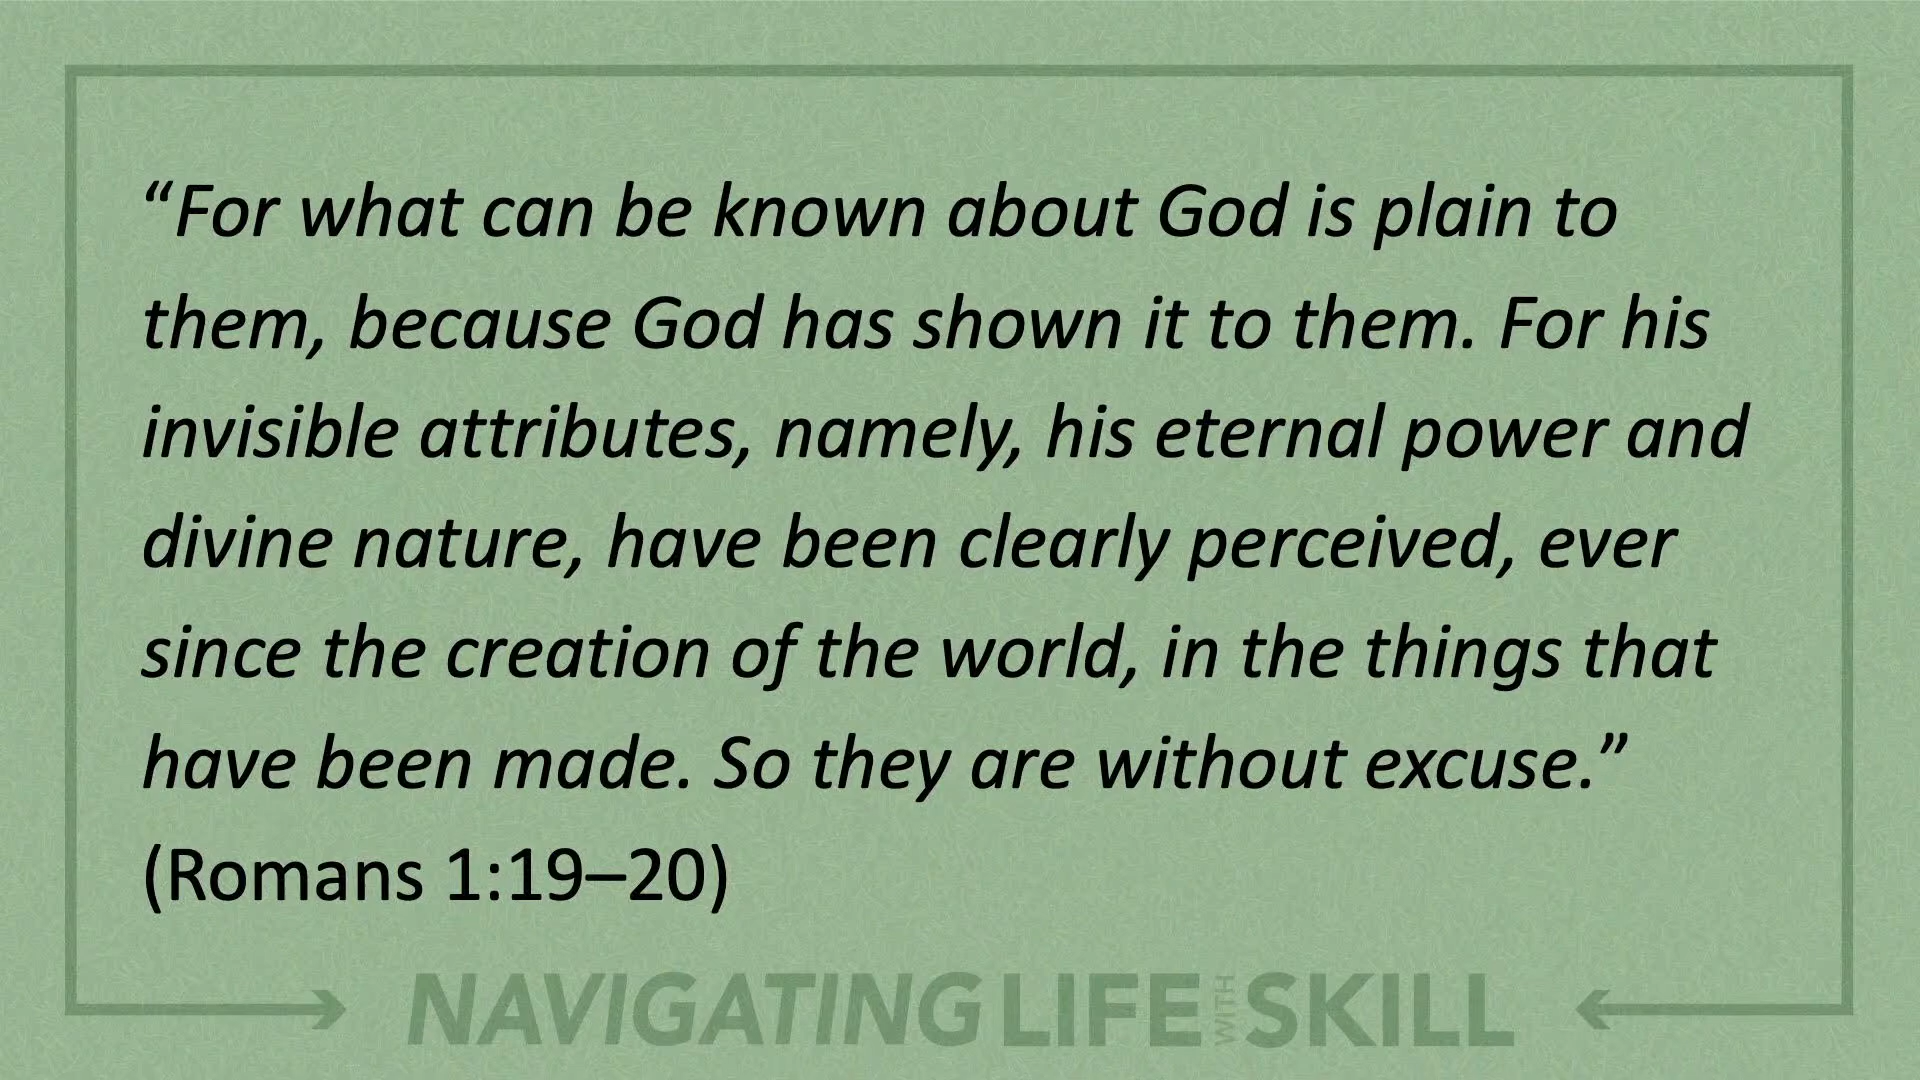 “For what can be known about God is plain to
them, because God has shown it to them. For his
invisible attributes, namely, his eternal power and
divine nature, have been clearly perceived, ever
since the creation of the world, in the things that
have been made. So they are without excuse.”
(Romans 1:19–20)
NAVIGATING LIFE WITH SKILL